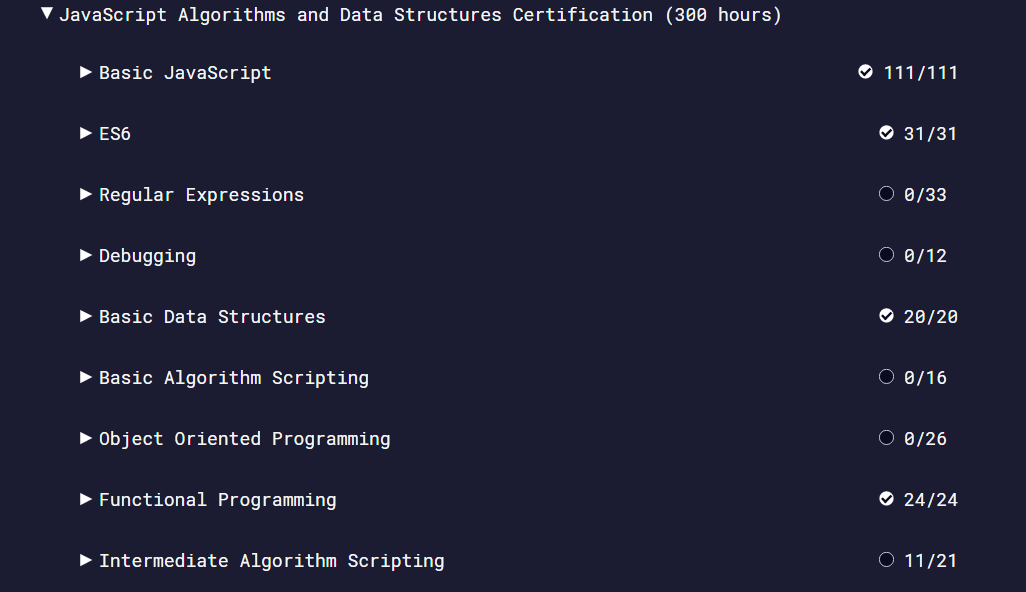 ▼JavaScript Algorithms and Data Structures Certification (300 hours)
▶ Basic JavaScript 111/111
▶ ES6 31/31
▶ Regular Expressions 0/33
▶ Debugging 0/12
▶ Basic Data Structures 20/20
▶ Basic Algorithm Scripting 0/16
▶ Object Oriented Programming 0/26
▶ Functional Programming 24/24
▶ Intermediate Algorithm Scripting 11/21